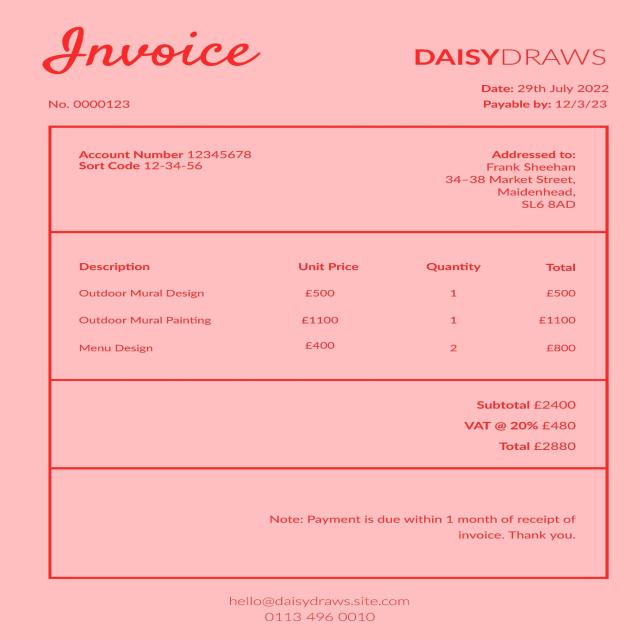 Invoice
DAISYDRAWS
Date: 29th July 2022
No. 0000123
Payable by: 12/3/23
Account Number 12345678
Sort Code 12-34-56
Addressed to:
Frank Sheehan
34–38 Market Street,
Maidenhead,
SL6 8AD
Description Unit Price Quantity Total
Outdoor Mural Design £500 1 £500
Outdoor Mural Painting £1100 1 £1100
Menu Design £400 2 £800
Subtotal £2400
VAT @ 20% £480
Total £2880
Note: Payment is due within 1 month of receipt of
invoice. Thank you.
hello@daisydraws.site.com
0113 496 0010